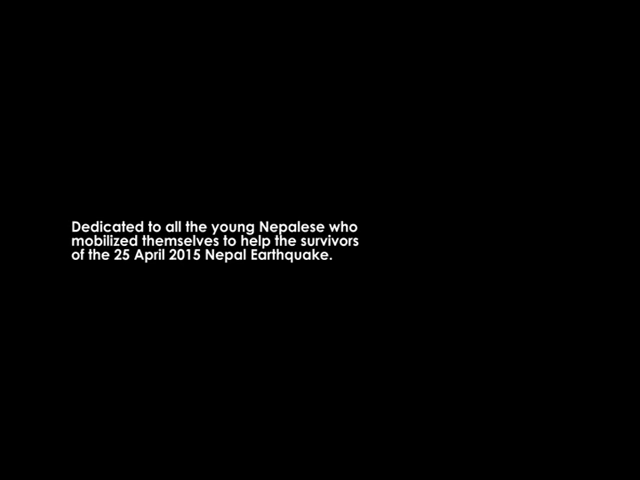 Dedicated to all the young Nepalese who
mobilized themselves to help the survivors
of the 25 April 2015 Nepal Earthquake.